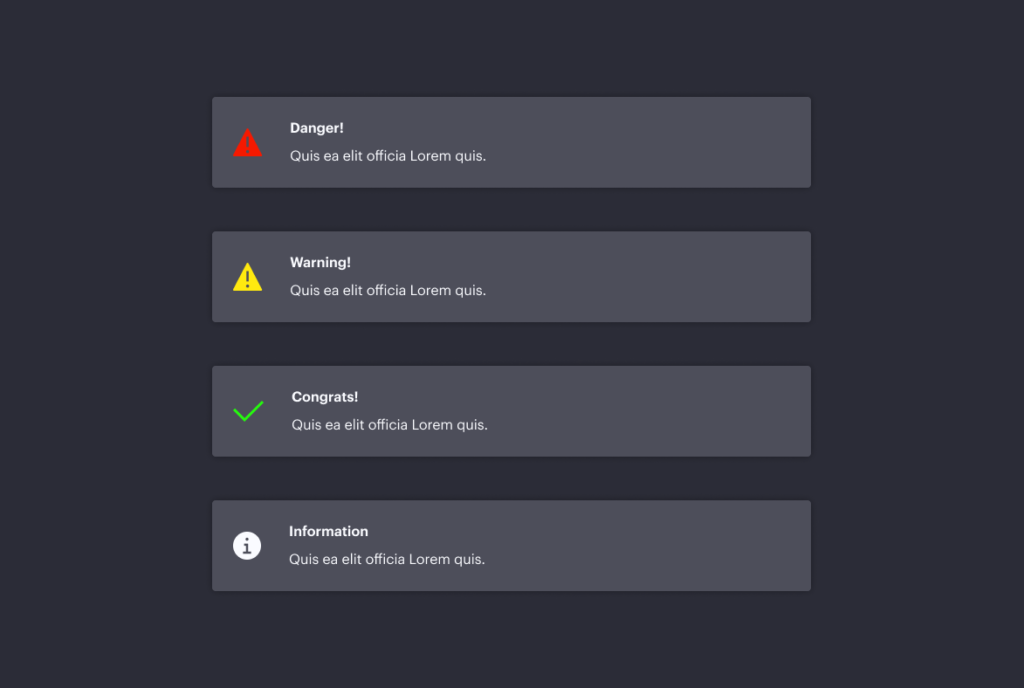 Danger!
Quis ea elit officia Lorem quis.
Warning!
Quis ea elit officia Lorem quis.
Congrats!
Quis ea elit officia Lorem quis.
Information
Quis ea elit officia Lorem quis.